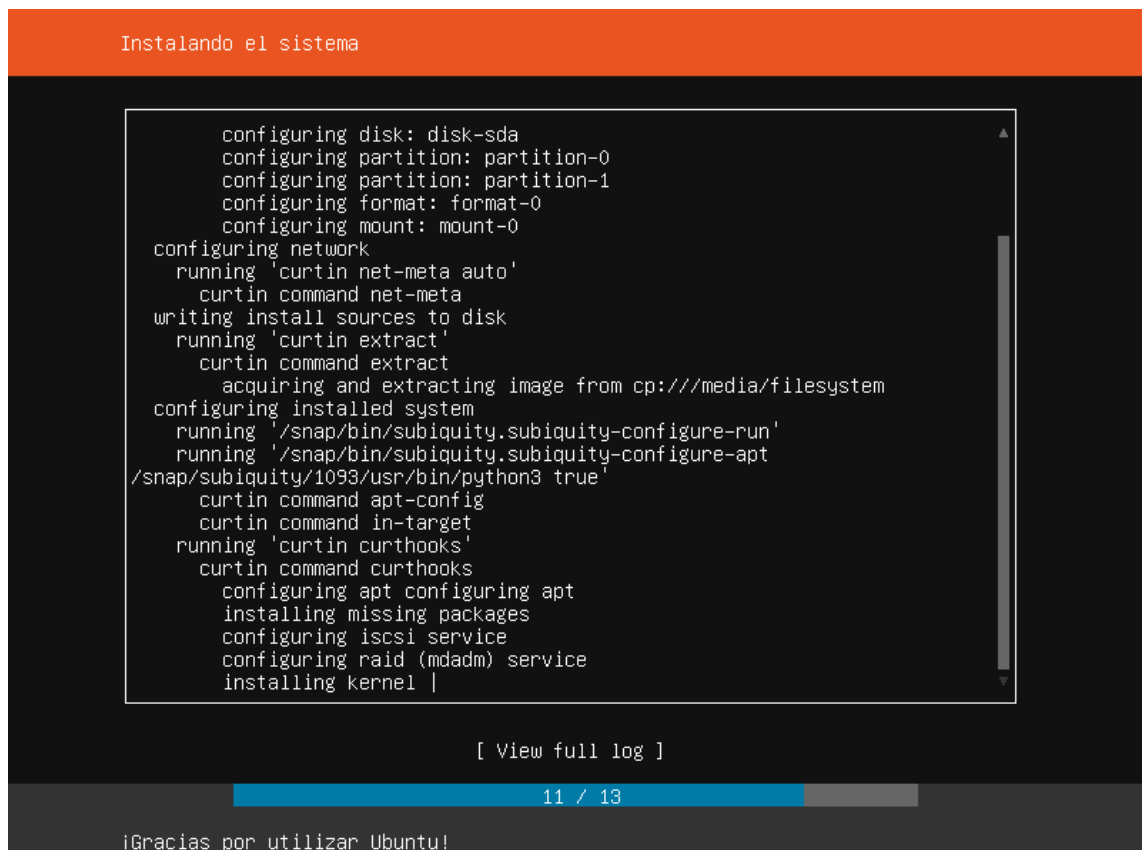 Instalando el sistema
configuring disk: disk-sda
configuring partition: partition-0
configuring partition: partition-1
configuring format: format-0
configuring mount: mount-0
configuring network
running 'curtin net-meta auto'
curtin command net-meta
writing install sources to disk
running 'curtin extract'
curtin command extract
acquiring and extracting image from cp:///media/filesystem
configuring installed system
running '/snap/bin/subiquity.subiquity-configure-run'
running '/snap/bin/subiquity.subiquity-configure-apt
/snap/subiquity/1093/usr/bin/python3 true'
curtin command apt-config
curtin command in-target
running 'curtin curthooks'
curtin command curthooks
configuring apt configuring apt
installing missing packages
configuring iscsi service
configuring raid (mdadm) service
installing kernel |
[ View full log ]
11 / 13
¡Gracias por utilizar Ubuntu!